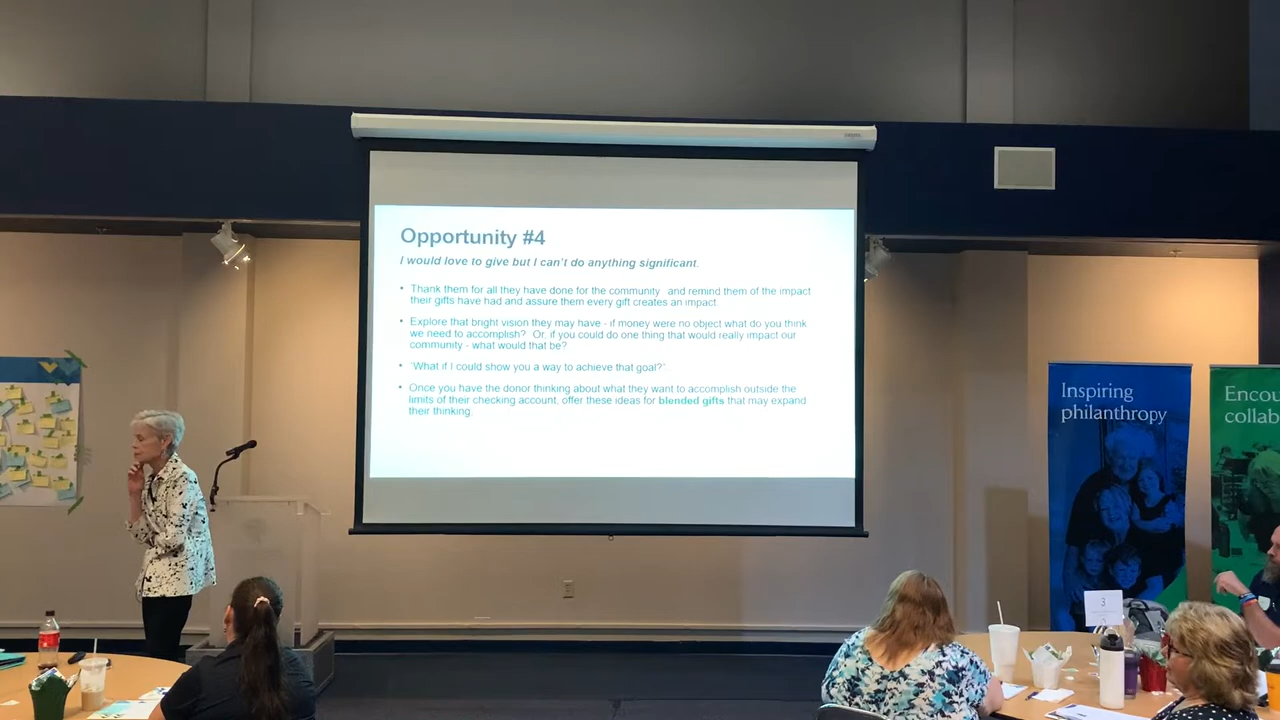 Opportunity #4
I would love to give but I can't do anything significant.
• Thank them for all they have done for the community and remind them of the impact
their gifts have had and assure them every gift creates an impact.
• Explore that bright vision they may have - if money were no object what do you think
we need to accomplish? Or, if you could do one thing that would really impact our
community - what would that be?
• "What if I could show you a way to achieve that goal?"
• Once you have the donor thinking about what they want to accomplish outside the
limits of their checking account, offer these ideas for blended gifts that may expand
their thinking.
Inspiring
philanthropy
Encou
collab
3